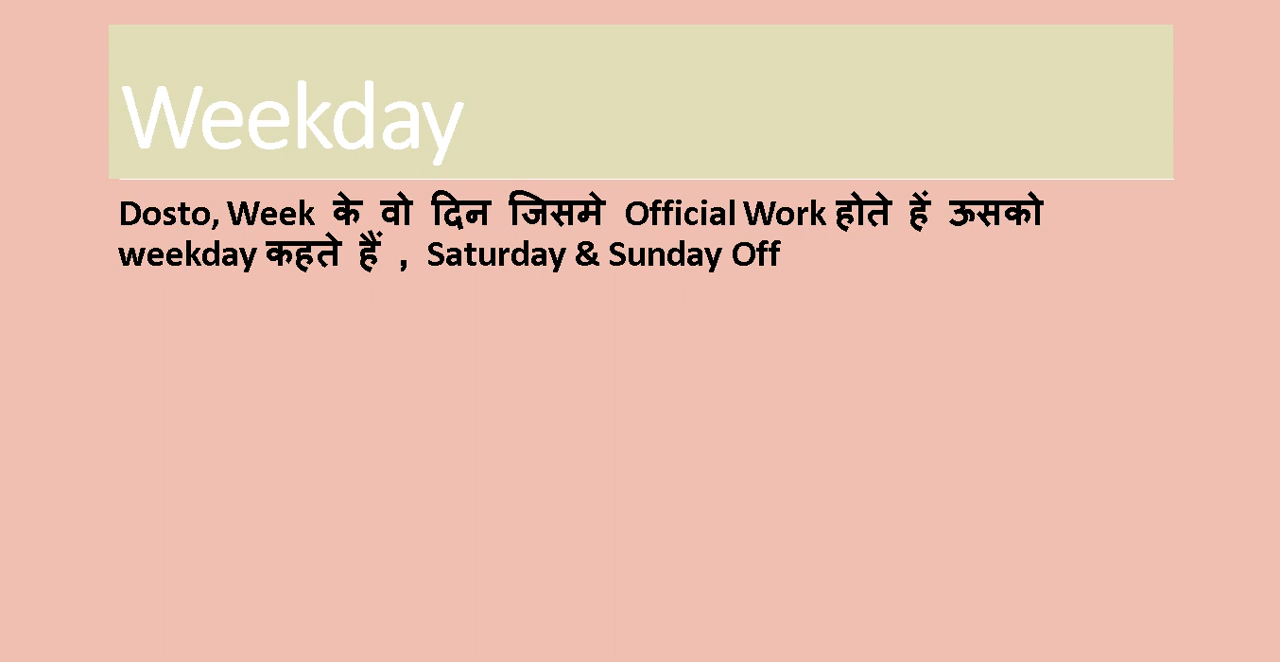 Weekday
Dosto, Week के वो दिन जिसमे Official Work होते हें ऊसको
weekday कहते हैं , Saturday & Sunday Off